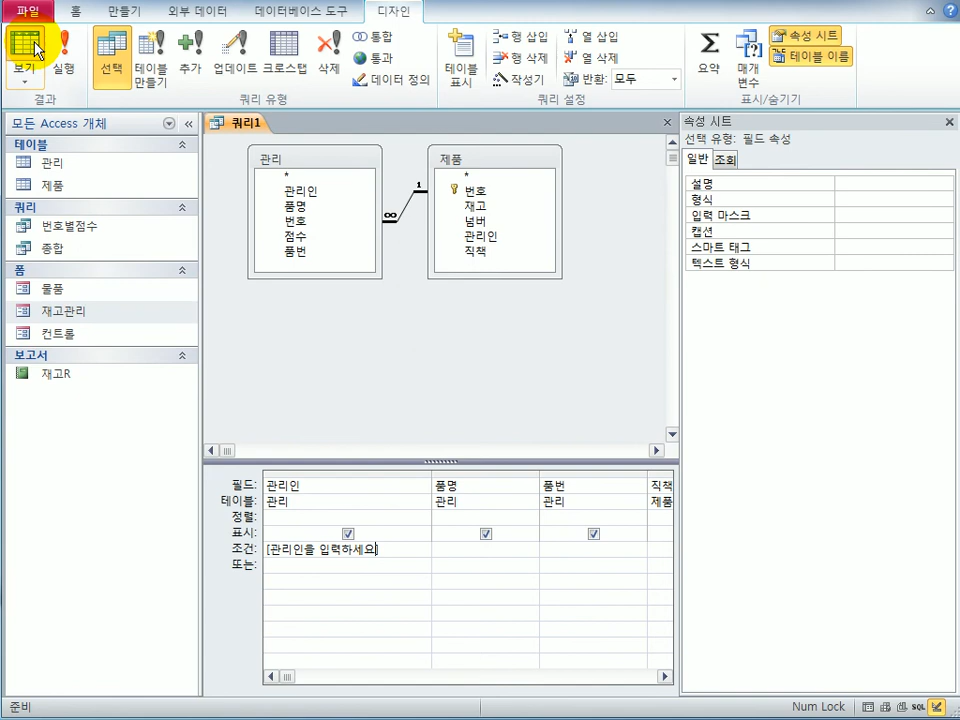 파일 홈 만들기 외부 데이터 데이터베이스 도구 디자인
보기 실행 선택 테이블 만들기 추가 업데이트 크로스탭 삭제
통합
통과
데이터 정의
테이블 표시
행 삽입
행 삭제
작성기
열 삽입
열 삭제
반환: 모두
요약
매개 변수
속성 시트
테이블 이름
결과 쿼리 유형 쿼리 설정 표시/숨기기
모든 Access 개체
테이블
관리
제품
쿼리
번호별점수
종합
폼
물품
재고관리
컨트롤
보고서
재고R
쿼리1
관리
*
관리인
품명
번호
점수
품번
∞
1
제품
*
번호
재고
넘버
관리인
직책
필드: 관리인 품명 품번 직책
테이블: 관리 관리 관리 제품
정렬:
표시:
조건: [관리인을 입력하세요]
또는:
속성 시트
선택 유형: 필드 속성
일반 조회
설명
형식
입력 마스크
캡션
스마트 태그
텍스트 형식
준비
Num Lock
SQL